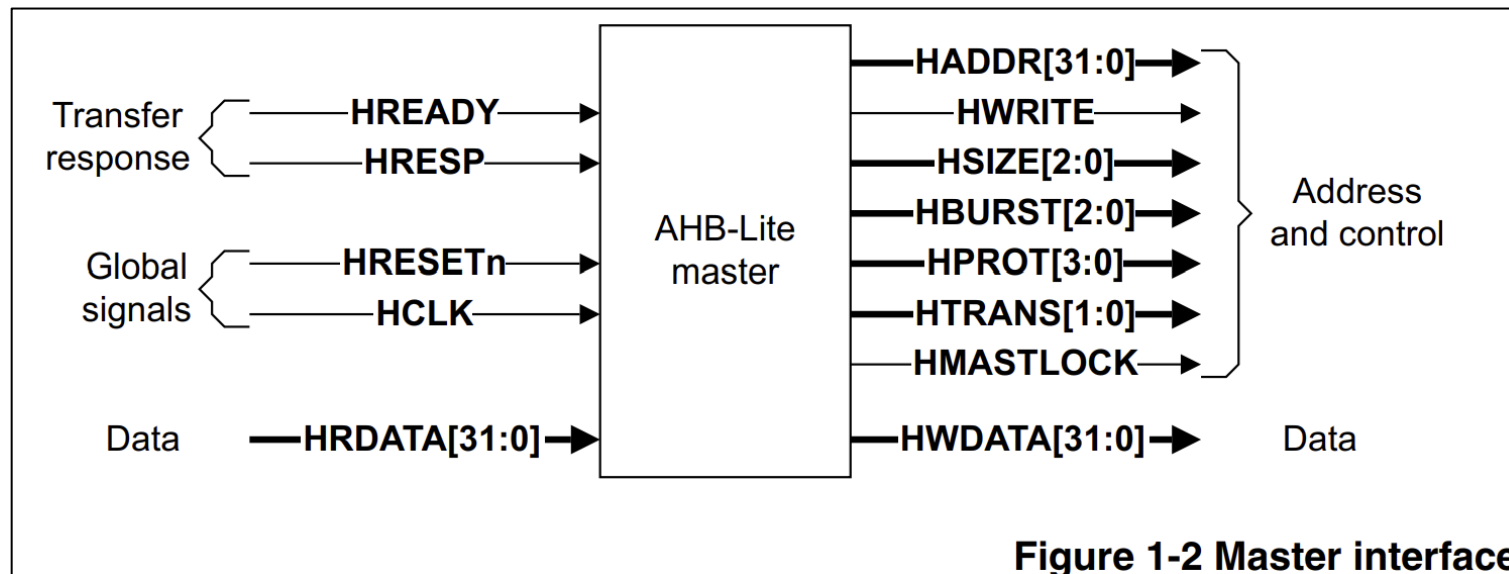 Transfer
response
HREADY
HRESP
Global
signals
HRESETn
HCLK
Data
HRDATA[31:0]
AHB-Lite
master
HADDR[31:0]
HWRITE
HSIZE[2:0]
HBURST[2:0]
HPROT[3:0]
HTRANS[1:0]
HMASTLOCK
HWDATA[31:0]
Address
and control
Data
Figure 1-2 Master interface